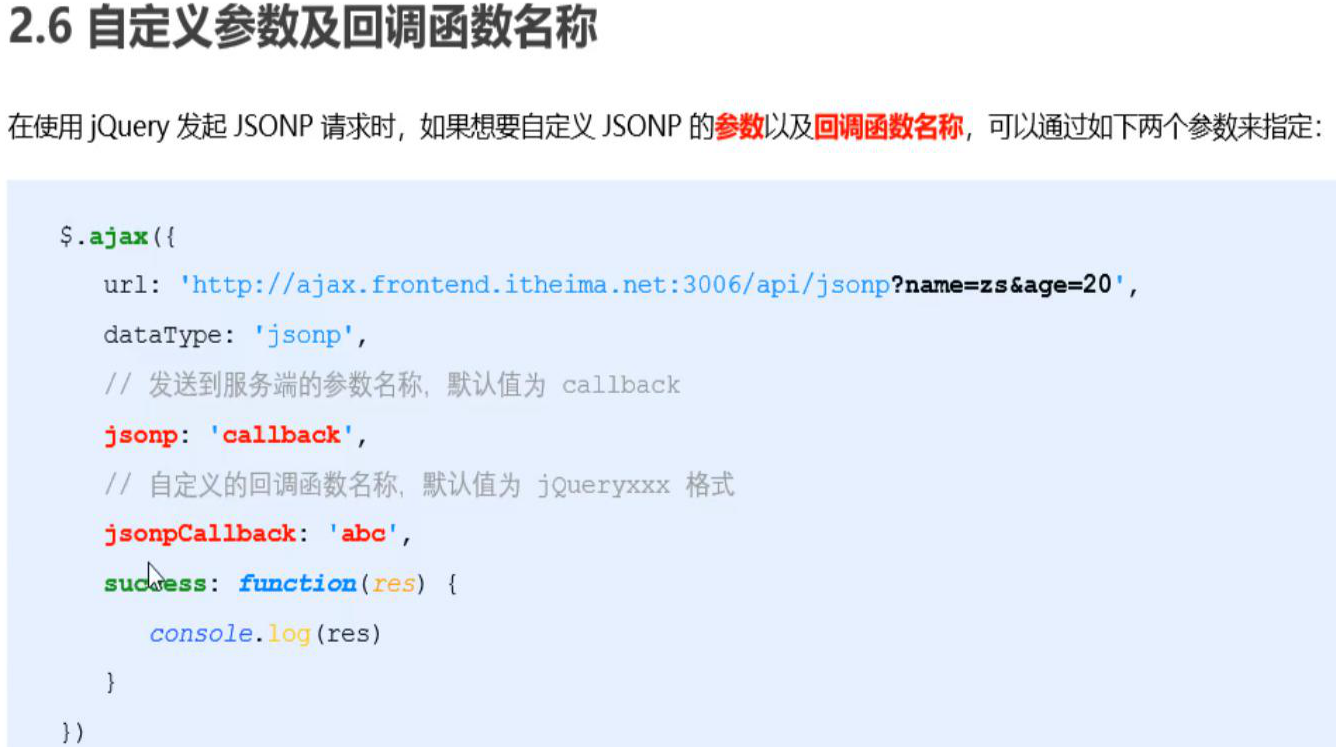 2.6 自定义参数及回调函数名称
在使用 jQuery 发起 JSONP 请求时，如果想要自定义 JSONP 的参数以及回调函数名称，可以通过如下两个参数来指定：
$.ajax({
url: 'http://ajax.frontend.itheima.net:3006/api/jsonp?name=zs&age=20',
dataType: 'jsonp',
// 发送到服务端的参数名称，默认值为 callback
jsonp: 'callback',
// 自定义的回调函数名称，默认值为 jQueryxxx 格式
jsonpCallback: 'abc',
success: function(res) {
console.log(res)
}
})